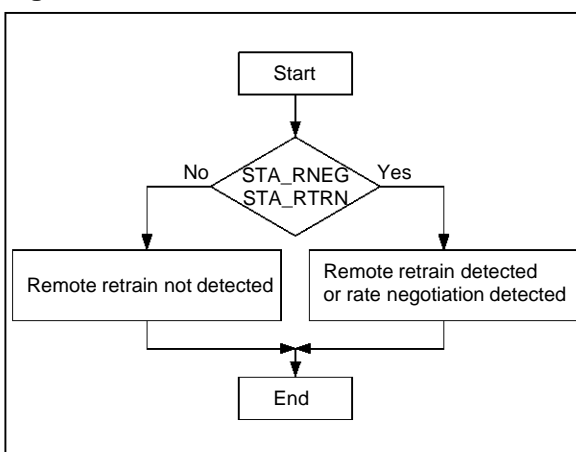 Start
No
STA_RNEG
STA_RTRN
Yes
Remote retrain not detected
Remote retrain detected
or rate negotiation detected
End